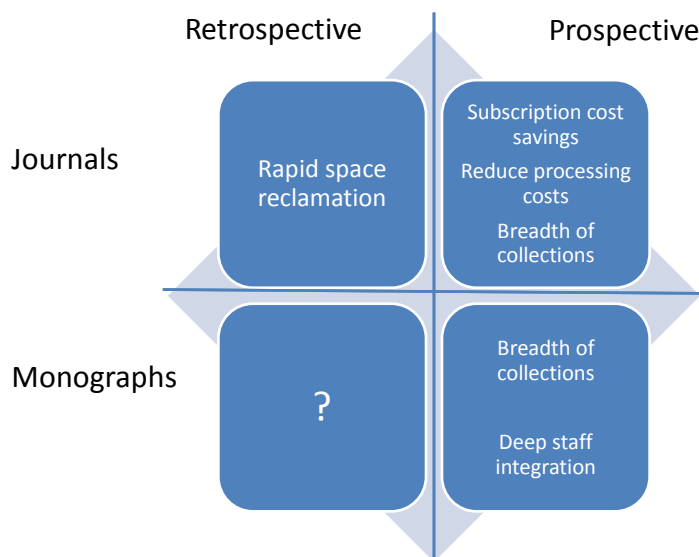 Retrospective
Prospective
Journals
Rapid space
reclamation
Subscription cost
savings
Reduce processing
costs
Breadth of
collections
Monographs
?
Breadth of
collections
Deep staff
integration